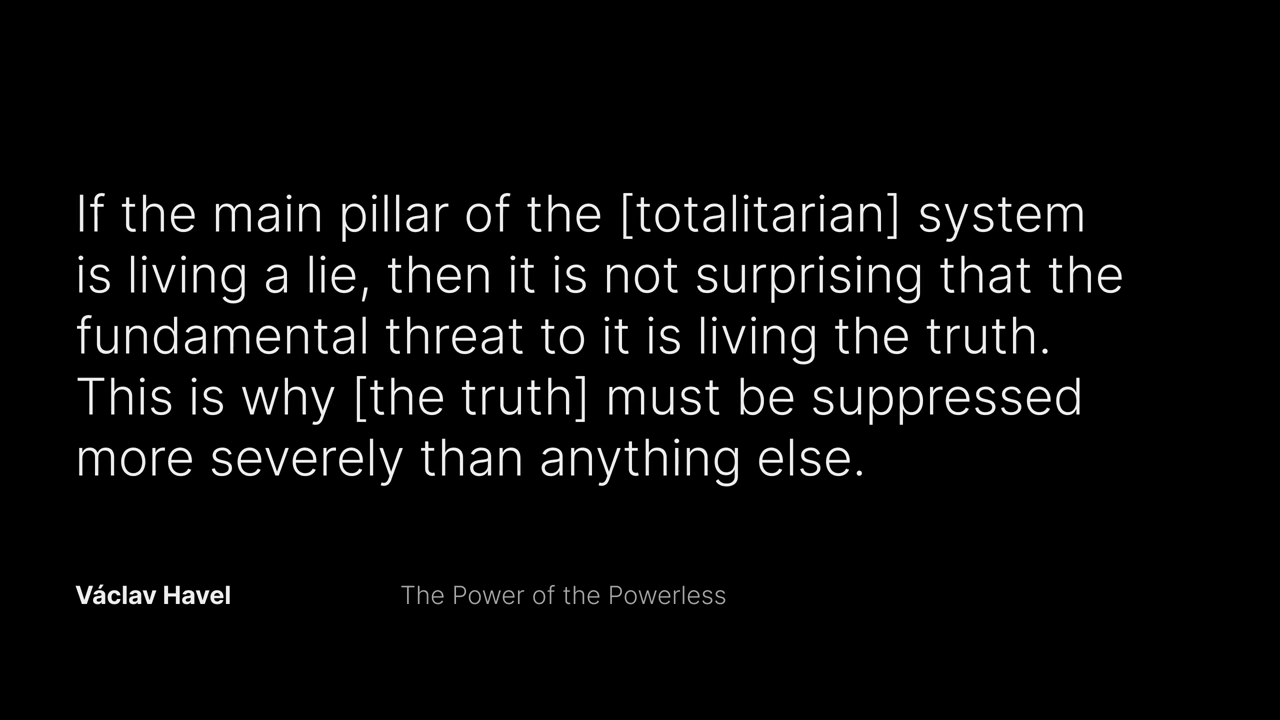 If the main pillar of the [totalitarian] system
is living a lie, then it is not surprising that the
fundamental threat to it is living the truth.
This is why [the truth] must be suppressed
more severely than anything else.
Václav Havel
The Power of the Powerless